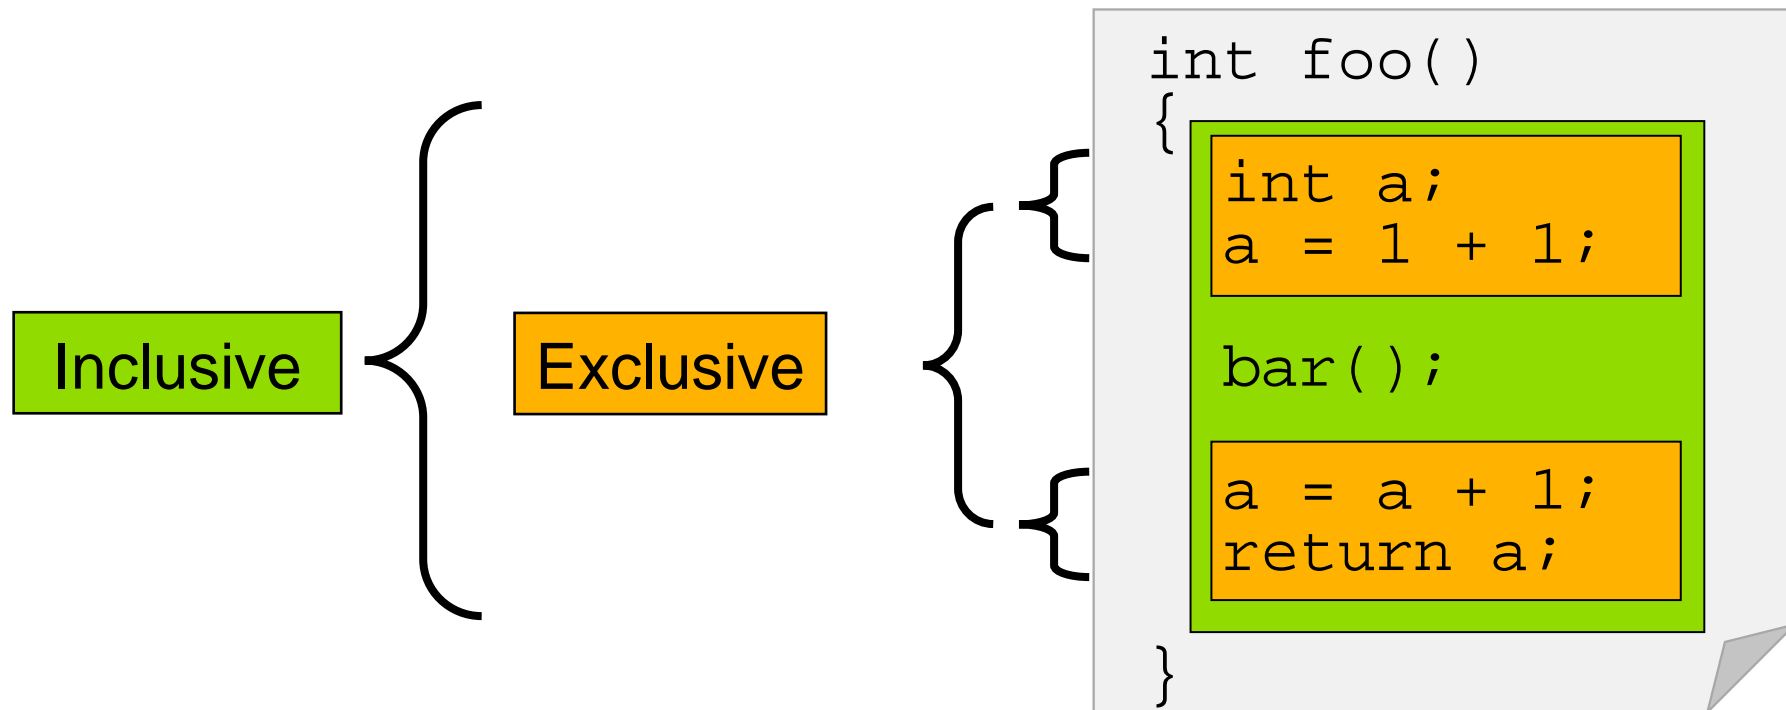 Inclusive
Exclusive
int foo()
{
int a;
a = 1 + 1;
bar();
a = a + 1;
return a;
}